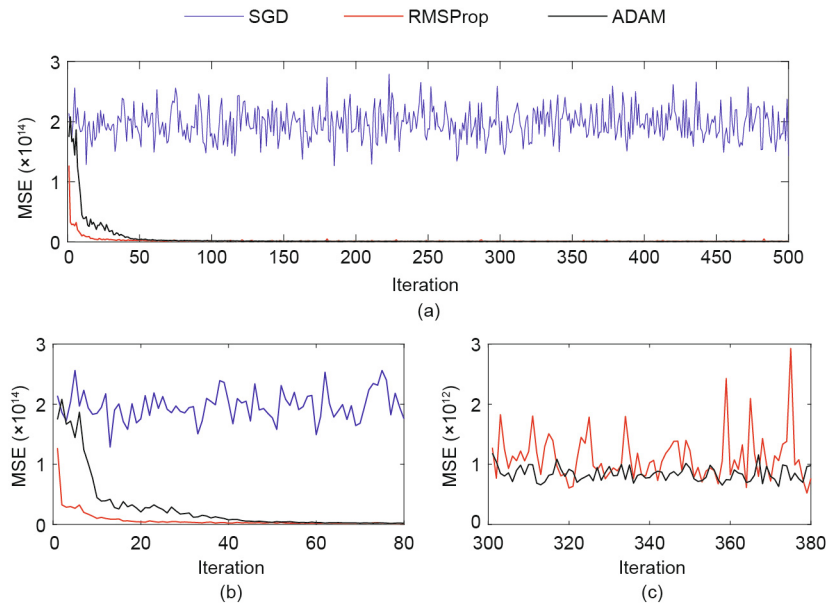 SGD RMSProp ADAM
3
2
1
0
MSE (×10¹⁴)
0 50 100 150 200 250 300 350 400 450 500
Iteration
(a)
3
2
1
0
MSE (×10¹⁴)
0 20 40 60 80
Iteration
(b)
3
2
1
0
MSE (×10¹²)
300 320 340 360 380
Iteration
(c)